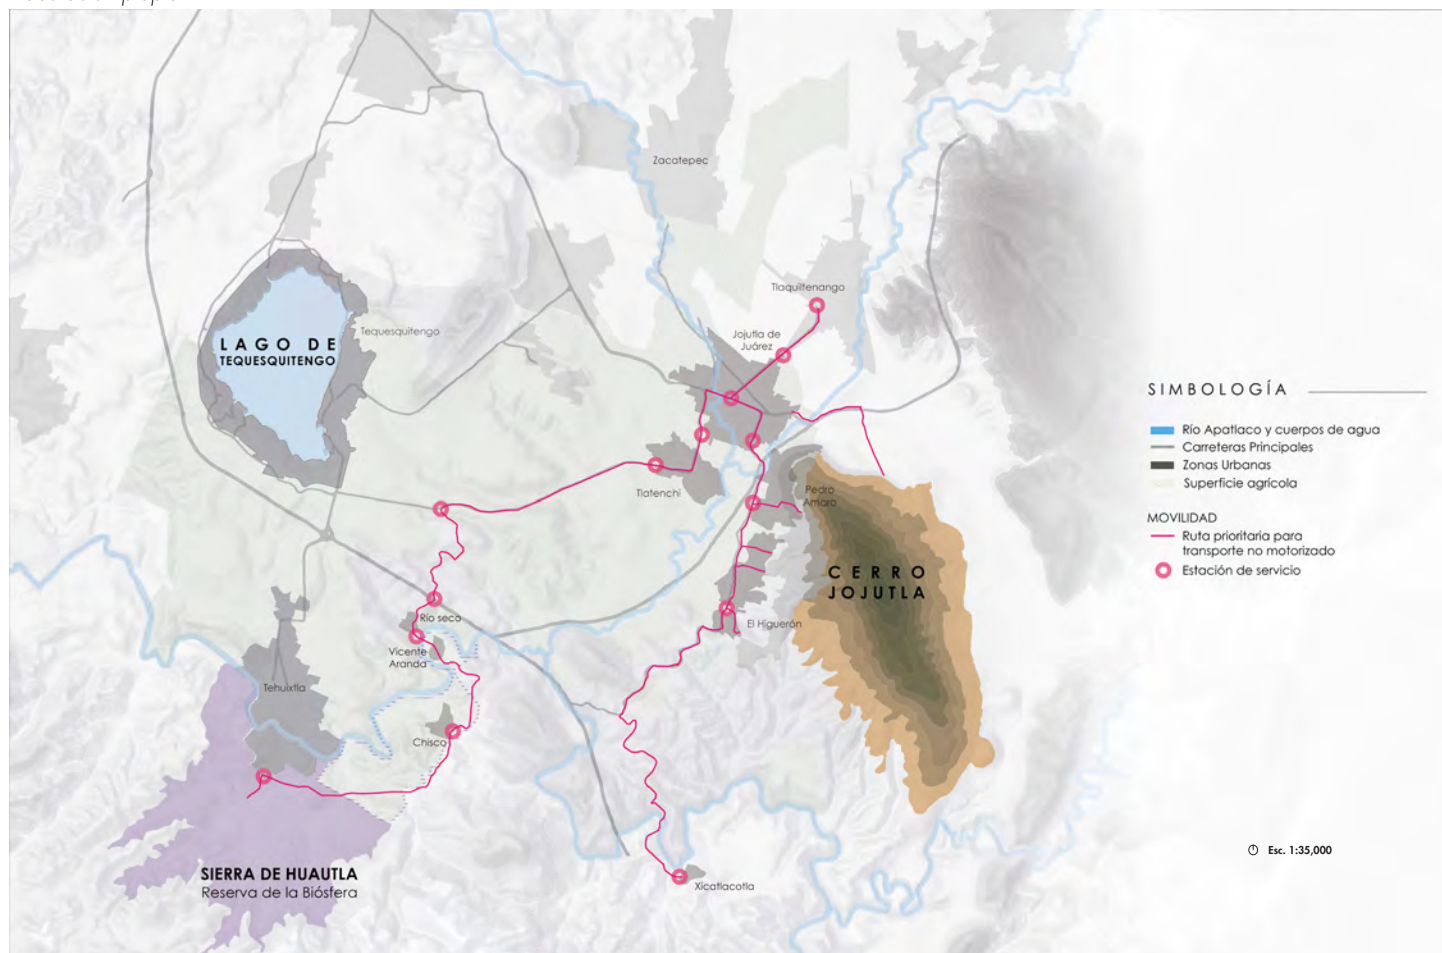 Zacatepec
Tlaquiltenango
Jojutla de
Juárez
Tequesquitengo
LAGO DE
TEQUESQUITENGO
Tlatenchi
Pedro
Amaro
CERRO
JOJUTLA
El Higuerón
Río seco
Vicente
Aranda
Tehuixtla
Chisco
SIERRA DE HUAUTLA
Reserva de la Biósfera
Xicatlacotla
SIMBOLOGÍA
Río Apatlaco y cuerpos de agua
Carreteras Principales
Zonas Urbanas
Superficie agrícola
MOVILIDAD
Ruta prioritaria para
transporte no motorizado
Estación de servicio
Esc. 1:35,000